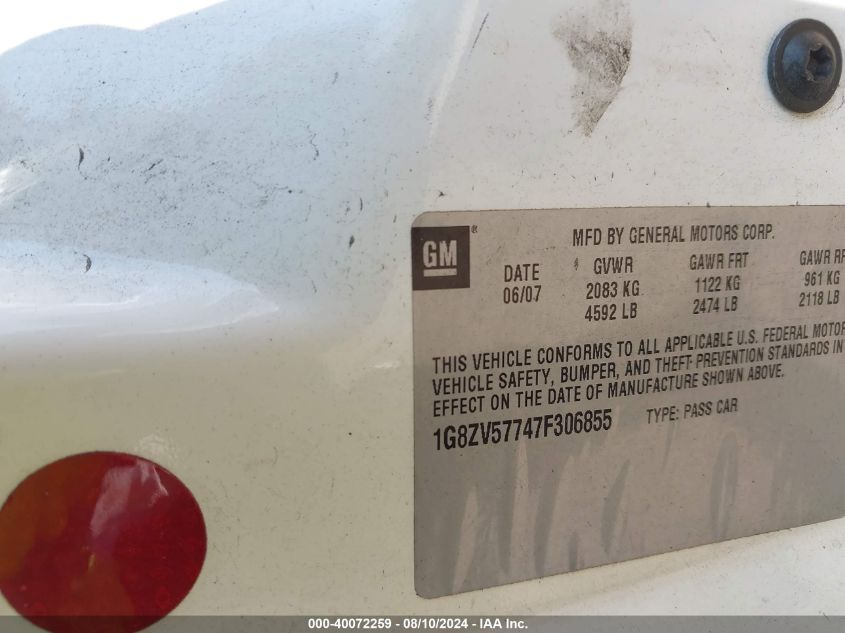 GM ®
MFD BY GENERAL MOTORS CORP.
DATE GVWR GAWR FRT GAWR RR
06/07 2083 KG 1122 KG 961 KG
4592 LB 2474 LB 2118 LB
THIS VEHICLE CONFORMS TO ALL APPLICABLE U.S. FEDERAL MOTOR
VEHICLE SAFETY, BUMPER, AND THEFT PREVENTION STANDARDS IN
EFFECT ON THE DATE OF MANUFACTURE SHOWN ABOVE.
1G8ZV57747F306855 TYPE: PASS CAR
000-40072259 - 08/10/2024 - IAA Inc.